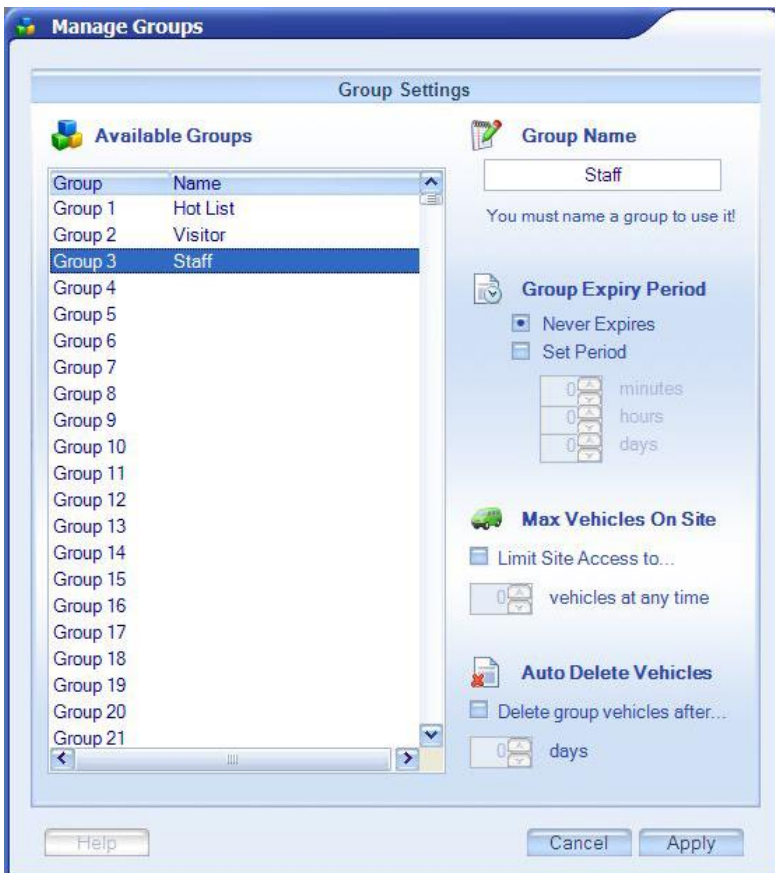 Manage Groups
Group Settings
Available Groups
Group Name
Group Name
Group 1 Hot List
Group 2 Visitor
Group 3 Staff
Group 4
Group 5
Group 6
Group 7
Group 8
Group 9
Group 10
Group 11
Group 12
Group 13
Group 14
Group 15
Group 16
Group 17
Group 18
Group 19
Group 20
Group 21
Group Name
Staff
You must name a group to use it!
Group Expiry Period
Never Expires
Set Period
0 minutes
0 hours
0 days
Max Vehicles On Site
Limit Site Access to...
0 vehicles at any time
Auto Delete Vehicles
Delete group vehicles after...
0 days
Help
Cancel Apply